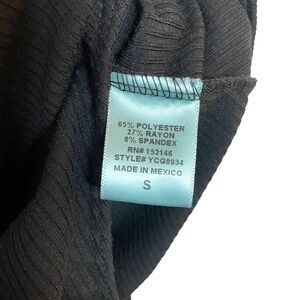 65% POLYESTER
27% RAYON
8% SPANDEX
RN# 153146
STYLE# YCG8934
MADE IN MEXICO
S